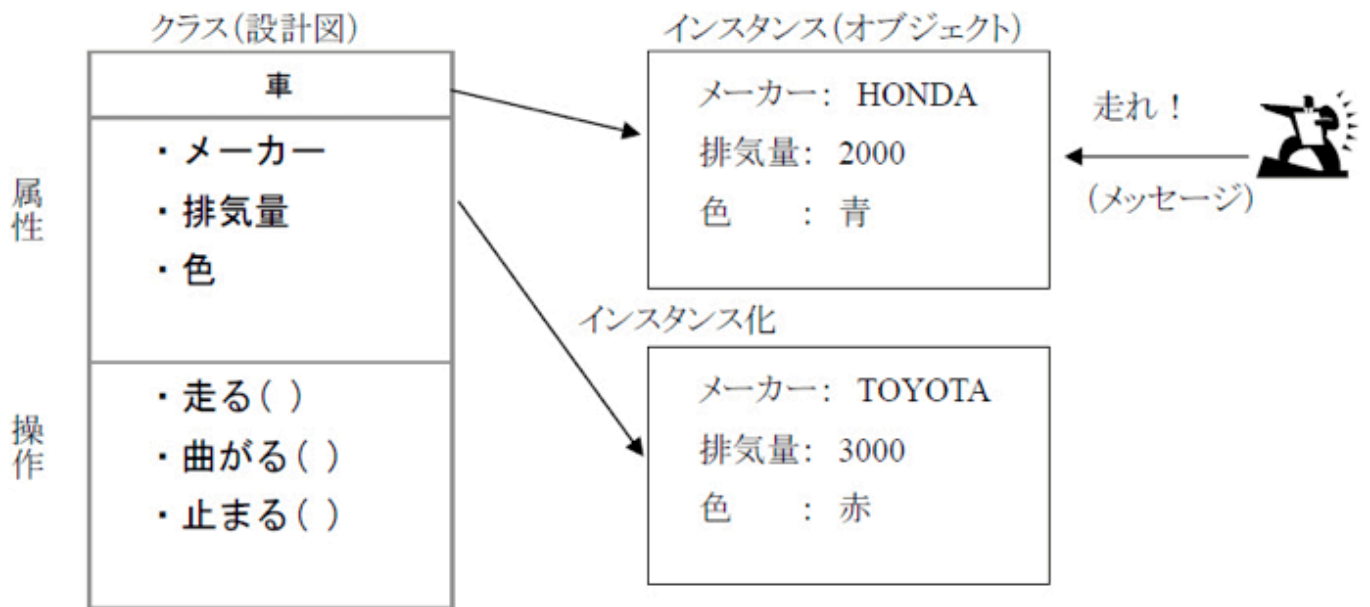 クラス(設計図)
車
属性
・メーカー
・排気量
・色
操作
・走る( )
・曲がる( )
・止まる( )
インスタンス(オブジェクト)
メーカー: HONDA
排気量: 2000
色 : 青
走れ！
(メッセージ)
インスタンス化
メーカー: TOYOTA
排気量: 3000
色 : 赤